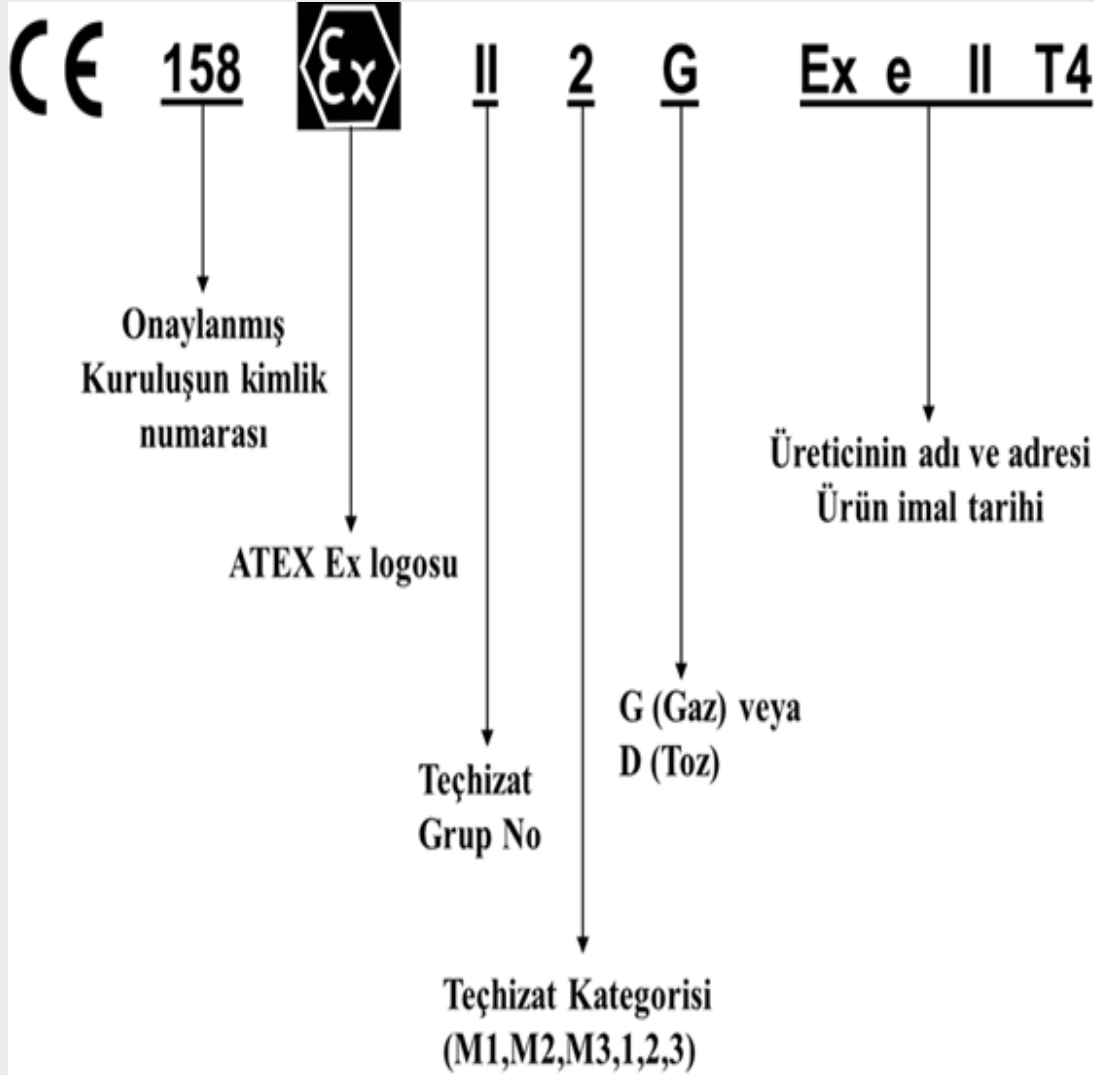 CE 158 Ex II 2 G Ex e II T4
Onaylanmış
Kuruluşun kimlik
numarası
Üreticinin adı ve adresi
Ürün imal tarihi
ATEX Ex logosu
G (Gaz) veya
D (Toz)
Teçhizat
Grup No
Teçhizat Kategorisi
(M1,M2,M3,1,2,3)